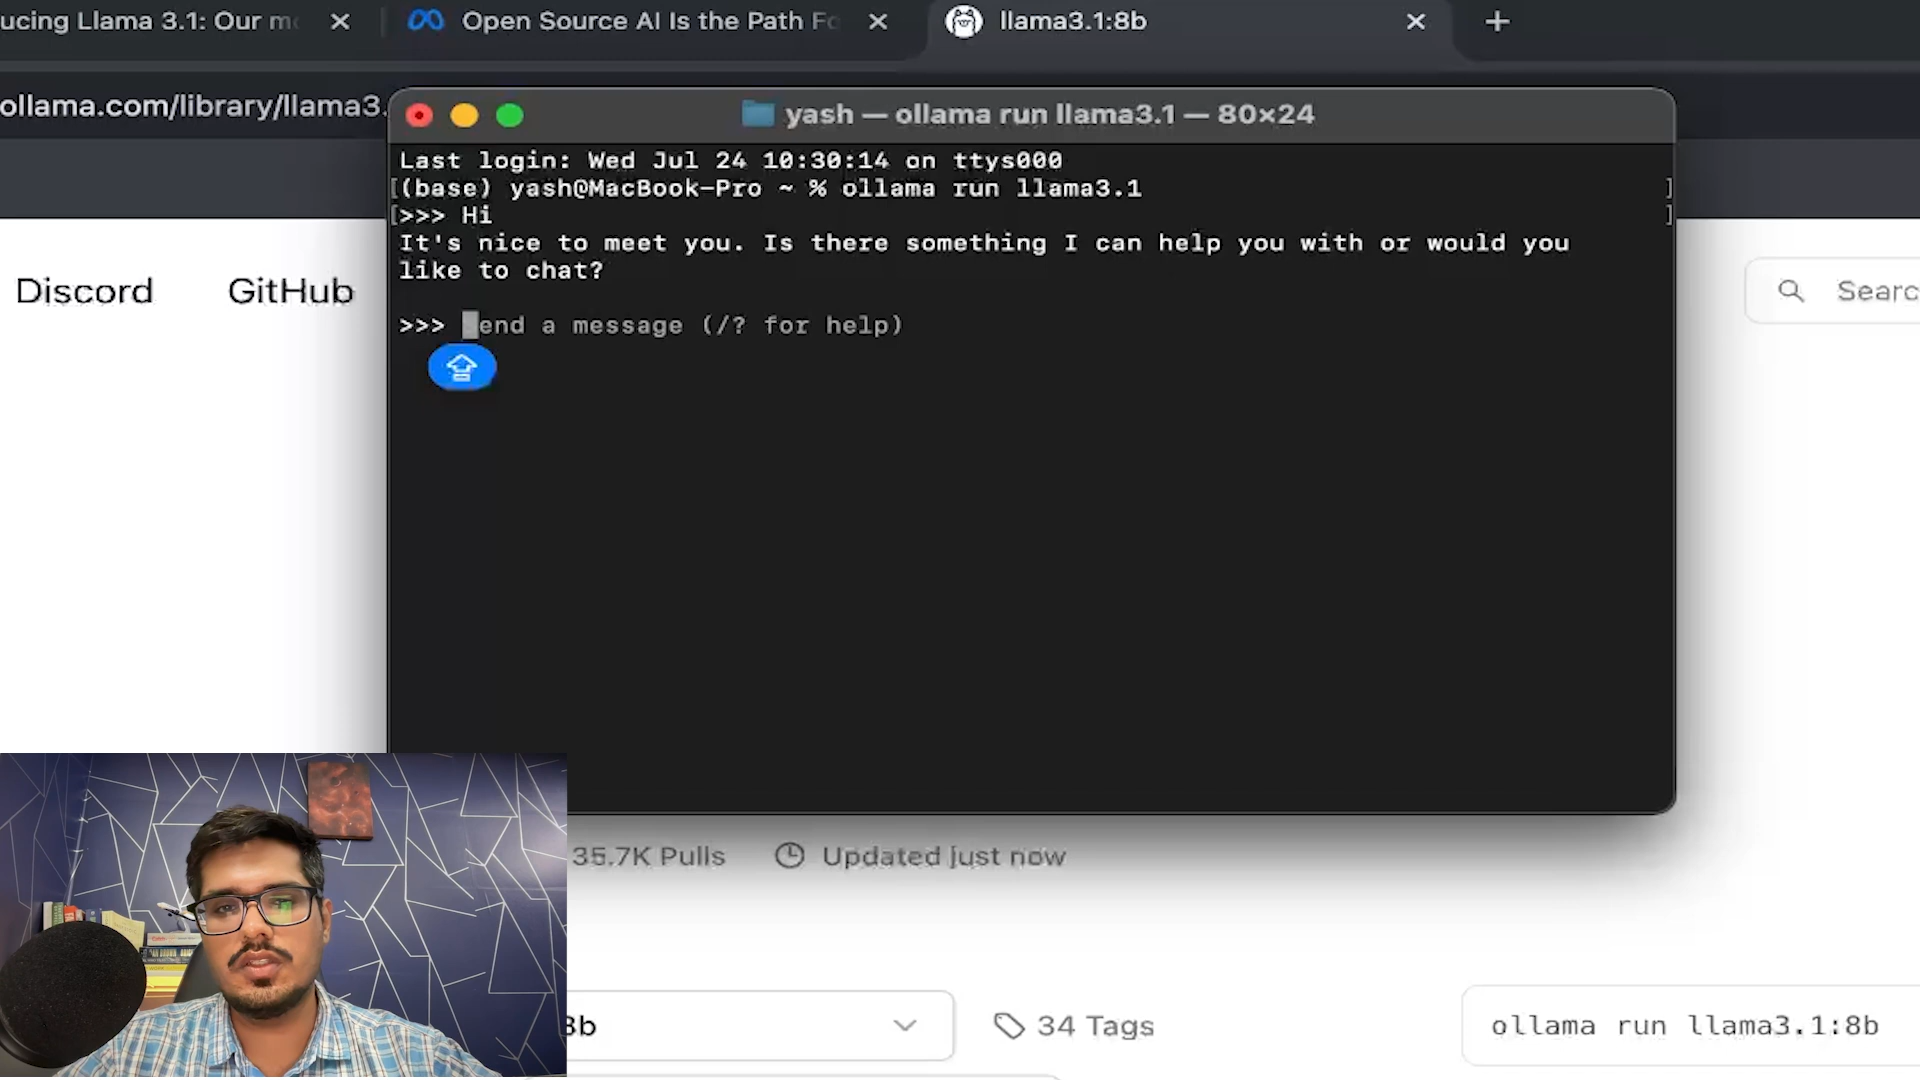 ucing Llama 3.1: Our m
Open Source AI Is the Path Fo
llama3.1:8b
ollama.com/library/llama3.
yash — ollama run llama3.1 — 80×24
Last login: Wed Jul 24 10:30:14 on ttys000
[(base) yash@MacBook-Pro ~ % ollama run llama3.1 ]
[>>> Hi ]
It's nice to meet you. Is there something I can help you with or would you
like to chat?
>>> Send a message (/? for help)
Discord
GitHub
Searc
35.7K Pulls
Updated just now
8b
34 Tags
ollama run llama3.1:8b